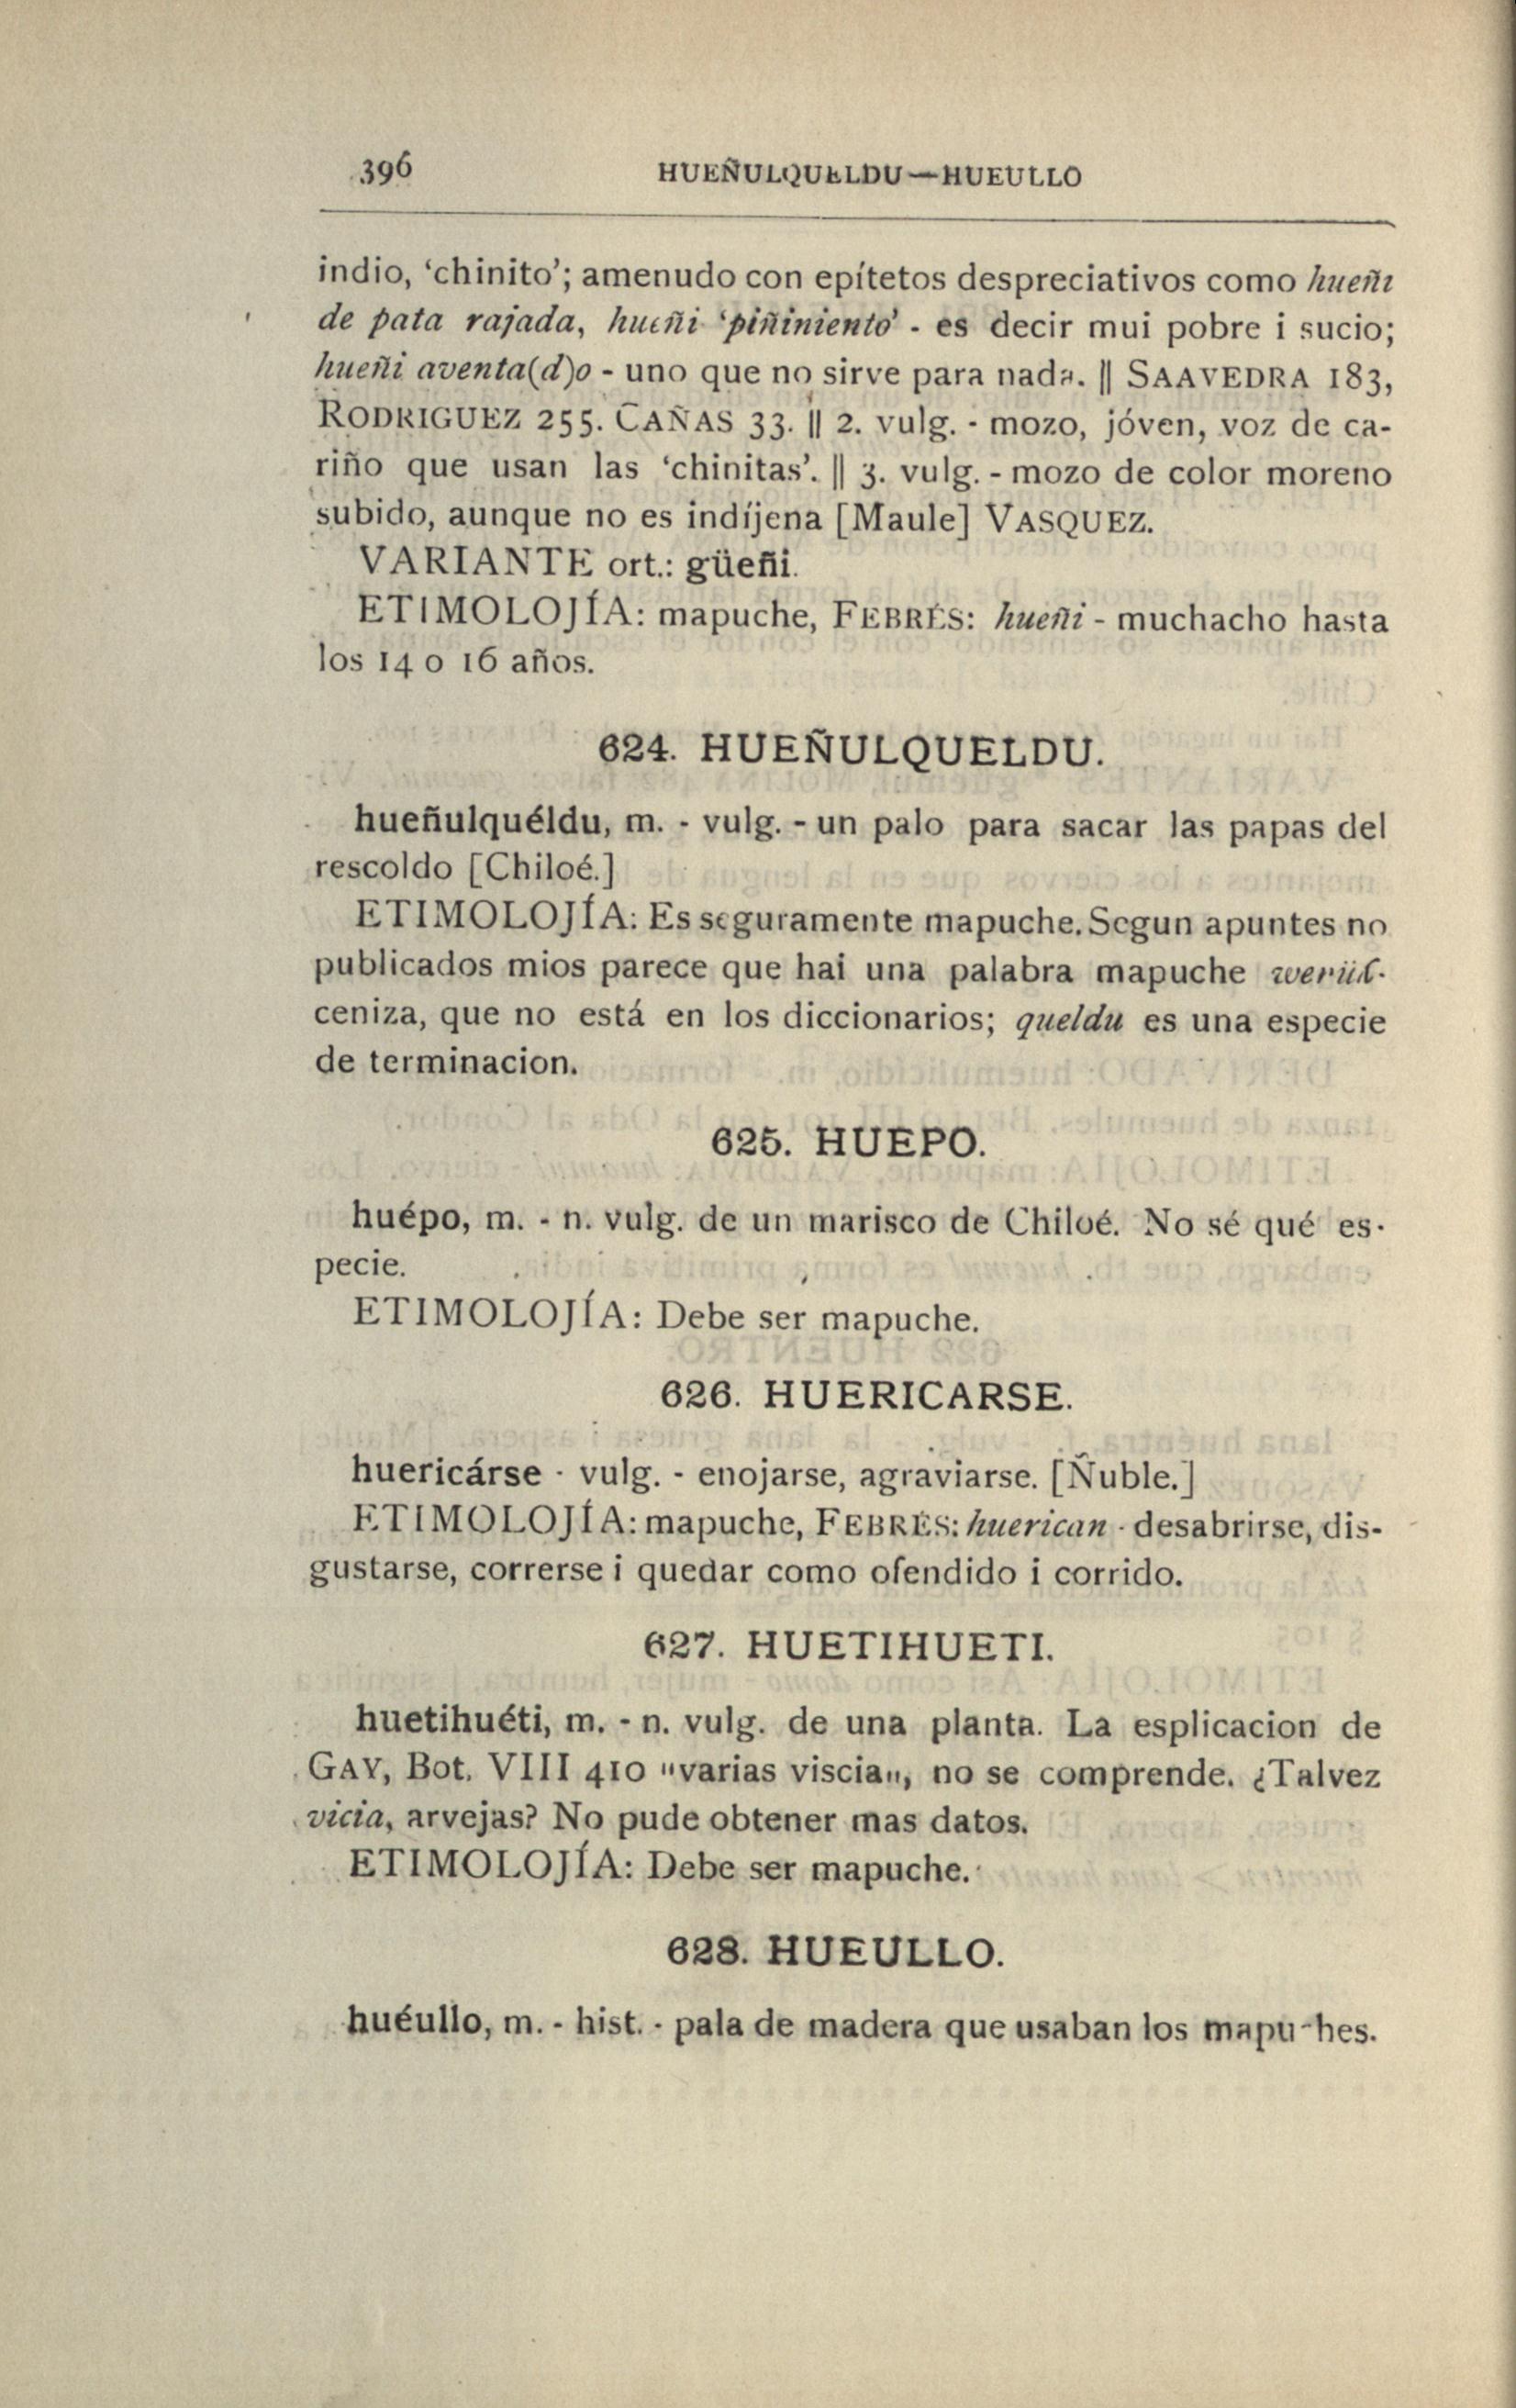 396
HUEÑULQUELDU—HUEULLO
indio, ‘chinito’; amenudo con epítetos despreciativos como hueñi
de pata rajada, hueñi ‘piñiniento’ - es decir mui pobre i sucio;
hueñi aventa(d)o - uno que no sirve para nada. || SAAVEDRA 183,
RODRIGUEZ 255. CAÑAS 33. || 2. vulg. - mozo, jóven, voz de ca-
riño que usan las ‘chinitas’. || 3. vulg. - mozo de color moreno
subido, aunque no es indíjena [Maule] VASQUEZ.
VARIANTE ort.: güeñi.
ETIMOLOJÍA: mapuche, FEBRÉS: hueñi - muchacho hasta
los 14 o 16 años.
624. HUEÑULQUELDU.
hueñulquéldu, m. - vulg. - un palo para sacar las papas del
rescoldo [Chiloé.]
ETIMOLOJÍA: Es seguramente mapuche. Segun apuntes no
publicados mios parece que hai una palabra mapuche
ceniza, que no está en los diccionarios; queldu es una especie
de terminacion.
625. HUEPO.
huépo, m. - n. vulg. de un marisco de Chiloé. No sé qué es-
pecie.
ETIMOLOJÍA: Debe ser mapuche.
626. HUERICARSE.
huericárse - vulg. - enojarse, agraviarse. [Ñuble.]
ETIMOLOJÍA: mapuche, FEBRÉS: huerican - desabrirse, dis-
gustarse, correrse i quedar como ofendido i corrido.
627. HUETIHUETI.
huetihuéti, m. - n. vulg. de una planta. La esplicacion de
GAY, Bot. VIII 410 "varias viscia", no se comprende. ¿Talvez
vicia, arvejas? No pude obtener mas datos.
ETIMOLOJÍA: Debe ser mapuche.
628. HUEULLO.
huéullo, m. - hist. - pala de madera que usaban los mapuches.